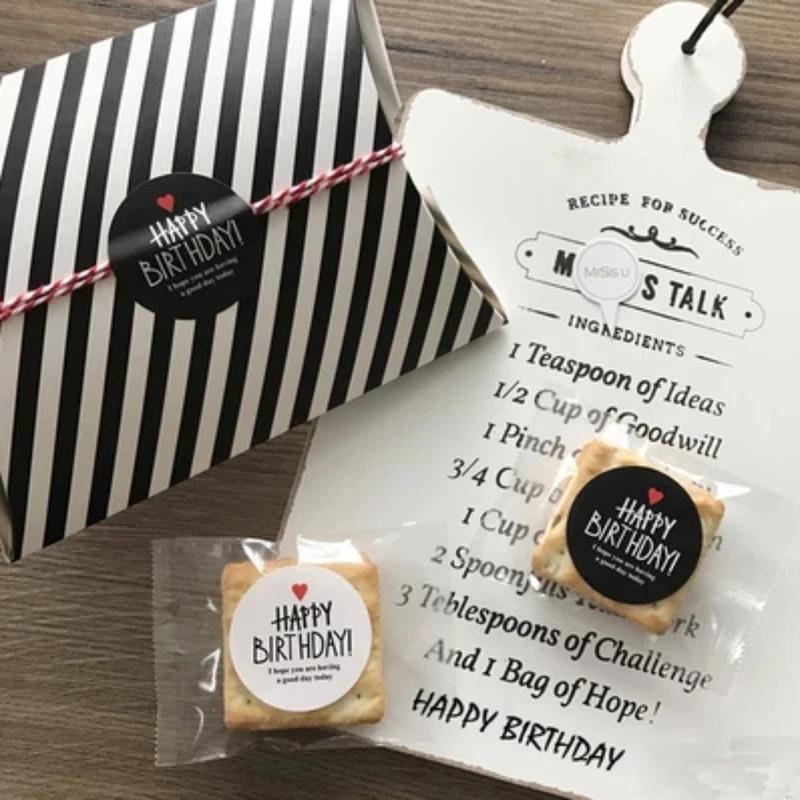 HAPPY
BIRTHDAY!
I hope you are having
a good day today
RECIPE FOR SUCCESS
MISS U
S TALK
INGREDIENTS
1 Teaspoon of Ideas
1/2 Cup of Goodwill
1 Pinch
3/4 Cup
1 Cup
2 Spoonfuls
3 Teblespoons of Challenge
And 1 Bag of Hope!
HAPPY BIRTHDAY
HAPPY
BIRTHDAY!
I hope you are having
a good day today
HAPPY
BIRTHDAY!
I hope you are having
a good day today